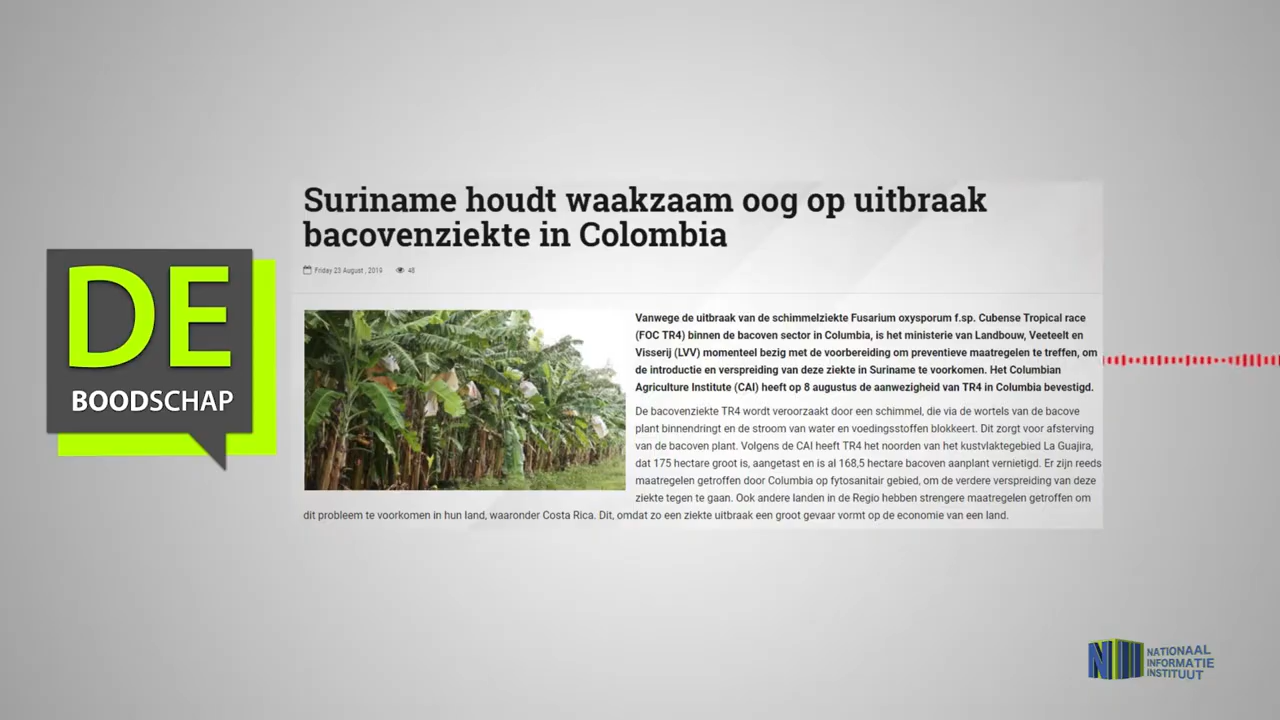 DE
BOODSCHAP
Suriname houdt waakzaam oog op uitbraak
bacovenziekte in Colombia
Friday 23 August , 2019 48
Vanwege de uitbraak van de schimmelziekte Fusarium oxysporum f.sp. Cubense Tropical race
(FOC TR4) binnen de bacoven sector in Columbia, is het ministerie van Landbouw, Veeteelt en
Visserij (LVV) momenteel bezig met de voorbereiding om preventieve maatregelen te treffen, om
de introductie en verspreiding van deze ziekte in Suriname te voorkomen. Het Columbian
Agriculture Institute (CAI) heeft op 8 augustus de aanwezigheid van TR4 in Columbia bevestigd.
De bacovenziekte TR4 wordt veroorzaakt door een schimmel, die via de wortels van de bacove
plant binnendringt en de stroom van water en voedingsstoffen blokkeert. Dit zorgt voor afsterving
van de bacoven plant. Volgens de CAI heeft TR4 het noorden van het kustvlaktegebied La Guajira,
dat 175 hectare groot is, aangetast en is al 168,5 hectare bacoven aanplant vernietigd. Er zijn reeds
maatregelen getroffen door Columbia op fytosanitair gebied, om de verdere verspreiding van deze
ziekte tegen te gaan. Ook andere landen in de Regio hebben strengere maatregelen getroffen om
dit probleem te voorkomen in hun land, waaronder Costa Rica. Dit, omdat zo een ziekte uitbraak een groot gevaar vormt op de economie van een land.
NII NATIONAAL
INFORMATIE
INSTITUUT